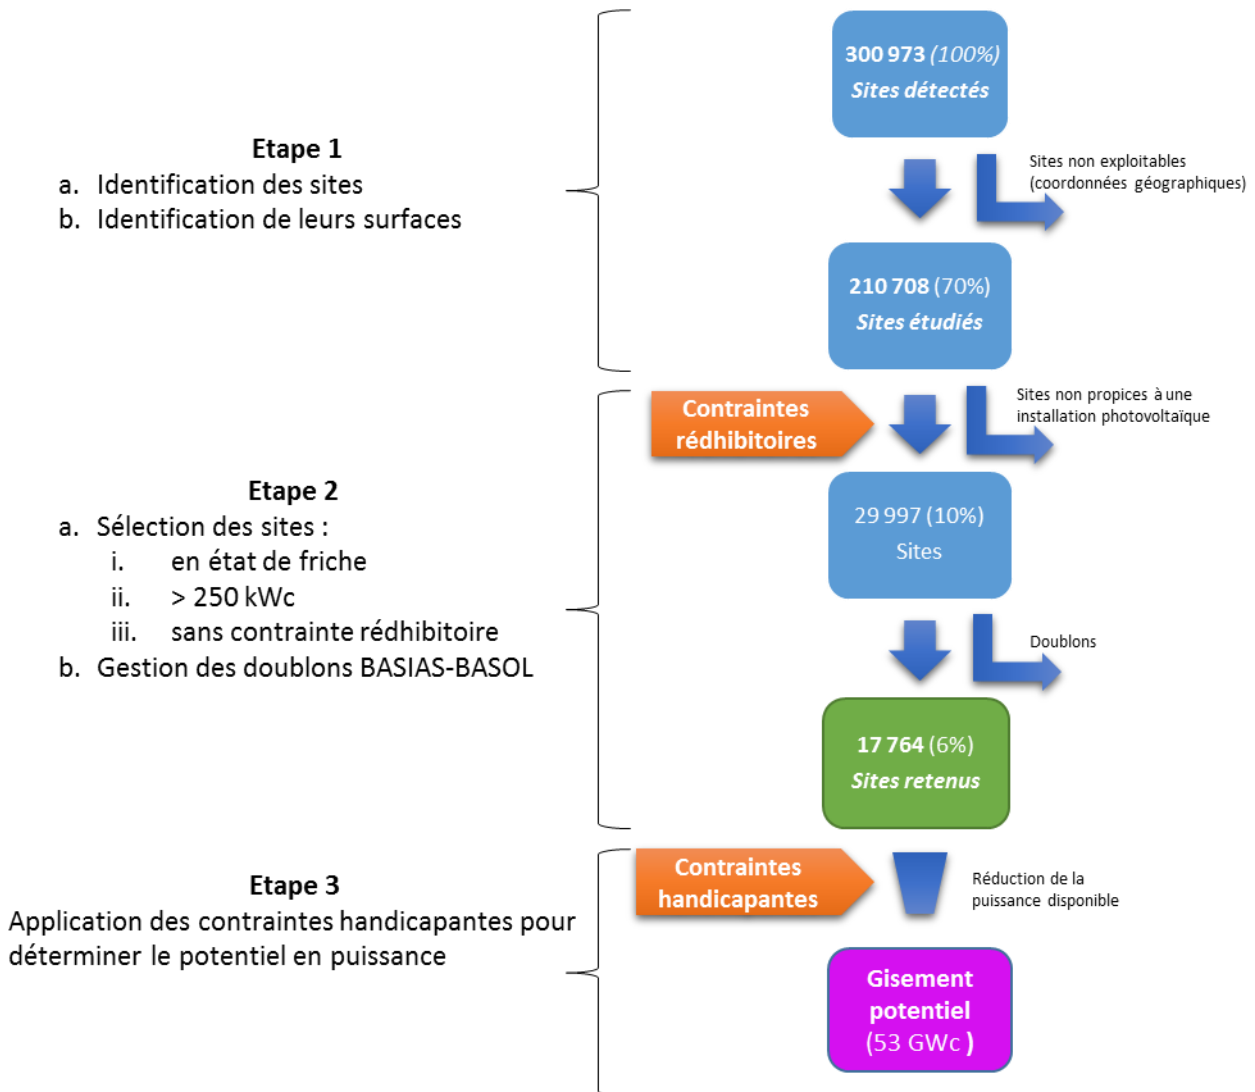 300 973 (100%)
Sites détectés
Etape 1
a. Identification des sites
b. Identification de leurs surfaces
Sites non exploitables
(coordonnées géographiques)
210 708 (70%)
Sites étudiés
Contraintes
rédhibitoires
Sites non propices à une
installation photovoltaïque
Etape 2
a. Sélection des sites :
i. en état de friche
ii. > 250 kWc
iii. sans contrainte rédhibitoire
b. Gestion des doublons BASIAS-BASOL
29 997 (10%)
Sites
Doublons
17 764 (6%)
Sites retenus
Contraintes
handicapantes
Réduction de la
puissance disponible
Etape 3
Application des contraintes handicapantes pour
déterminer le potentiel en puissance
Gisement
potentiel
(53 GWc )